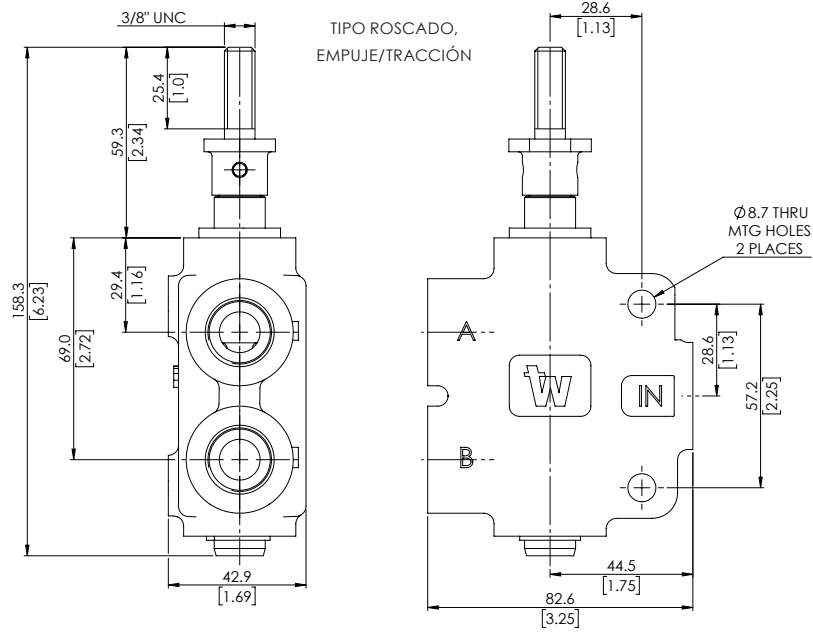 3/8" UNC
TIPO ROSCADO,
EMPUJE/TRACCIÓN
28.6
[1.13]
25.4
[1.0]
59.3
[2.34]
158.3
[6.23]
29.4
[1.16]
69.0
[2.72]
42.9
[1.69]
Ø8.7 THRU
MTG HOLES
2 PLACES
A
tW
IN
B
28.6
[1.13]
57.2
[2.25]
44.5
[1.75]
82.6
[3.25]